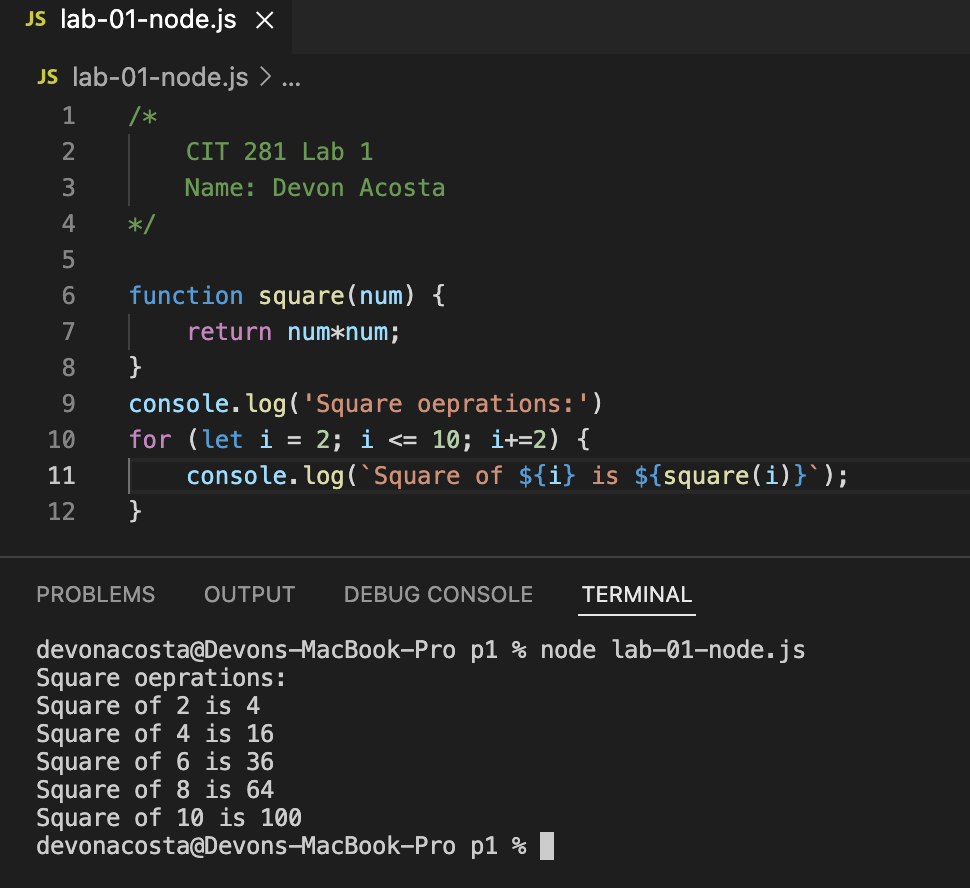 JS lab-01-node.js ×
JS lab-01-node.js > ...
1 /*
2     CIT 281 Lab 1
3     Name: Devon Acosta
4 */
5
6 function square(num) {
7     return num*num;
8 }
9 console.log('Square oeprations:')
10 for (let i = 2; i <= 10; i+=2) {
11     console.log(`Square of ${i} is ${square(i)}`);
12 }
PROBLEMS OUTPUT DEBUG CONSOLE TERMINAL
devonacosta@Devons-MacBook-Pro p1 % node lab-01-node.js
Square oeprations:
Square of 2 is 4
Square of 4 is 16
Square of 6 is 36
Square of 8 is 64
Square of 10 is 100
devonacosta@Devons-MacBook-Pro p1 %